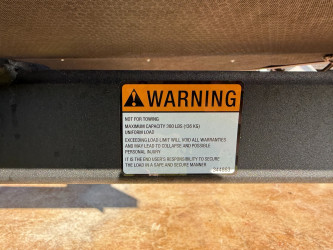 WARNING
NOT FOR TOWING
MAXIMUM CAPACITY 300 LBS (136 KG)
UNIFORM LOAD
EXCEEDING LOAD LIMIT WILL VOID ALL WARRANTIES
AND MAY LEAD TO COLLAPSE AND POSSIBLE
PERSONAL INJURY.
IT IS THE END USER'S RESPONSIBILITY TO SECURE
THE LOAD IN A SAFE AND SECURE MANNER